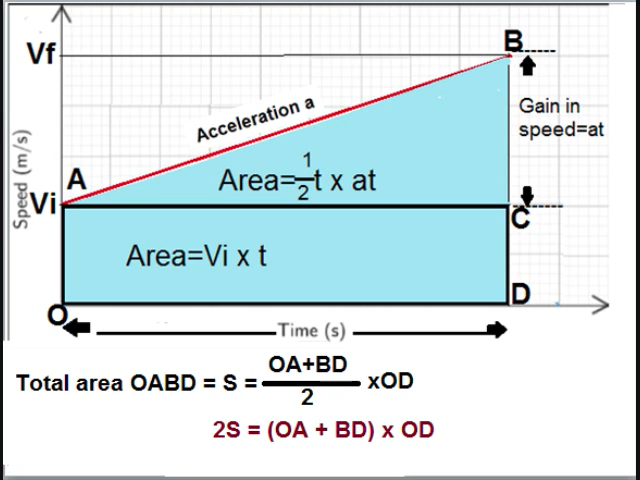 Vf
B
Acceleration a
Gain in
speed=at
Speed (m/s)
A
Area=½t x at
Vi
C
Area=Vi x t
D
O
Time (s)
Total area OABD = S = OA+BD/2 xOD
2S = (OA + BD) x OD